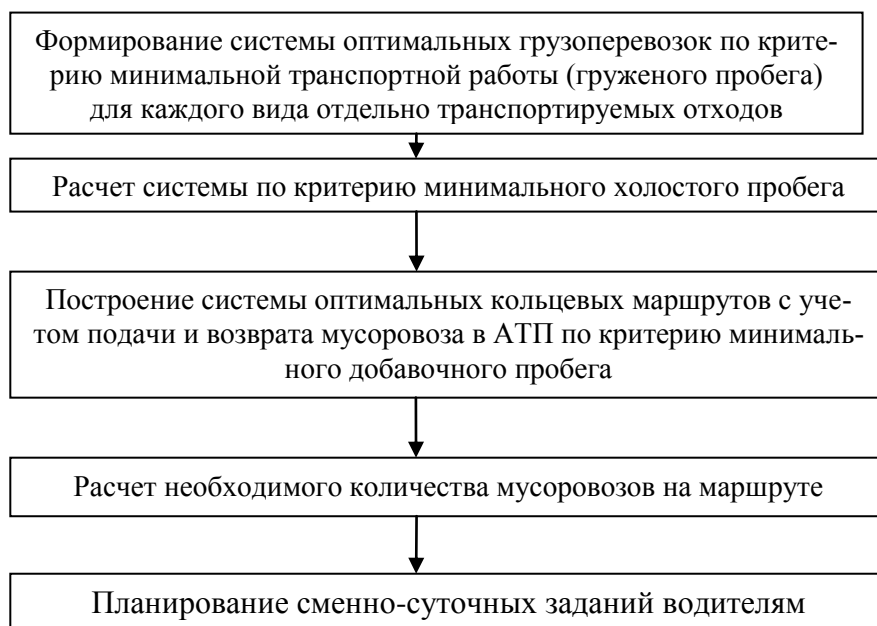 Формирование системы оптимальных грузоперевозок по крите-
рию минимальной транспортной работы (груженого пробега)
для каждого вида отдельно транспортируемых отходов
Расчет системы по критерию минимального холостого пробега
Построение системы оптимальных кольцевых маршрутов с уче-
том подачи и возврата мусоровоза в АТП по критерию минималь-
ного добавочного пробега
Расчет необходимого количества мусоровозов на маршруте
Планирование сменно-суточных заданий водителям